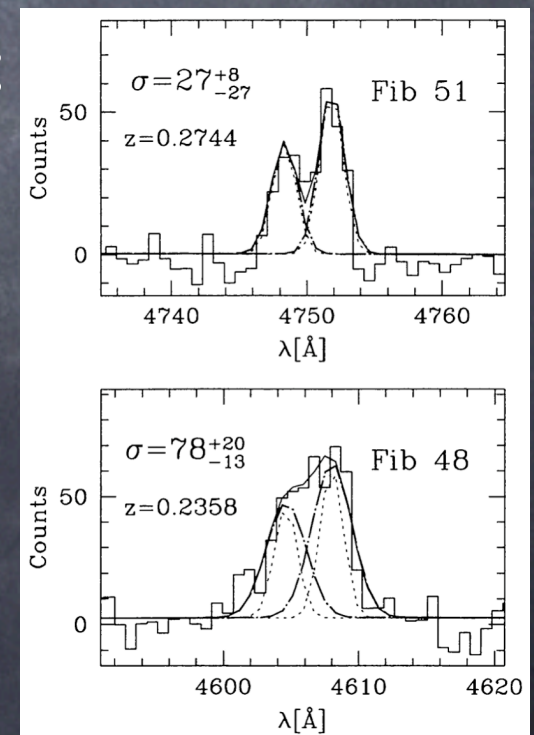 σ=27+8−27
Fib 51
z=0.2744
Counts
50
0
4740 4750 4760
λ[Å]
σ=78+20−13
Fib 48
z=0.2358
Counts
50
0
4600 4610 4620
λ[Å]